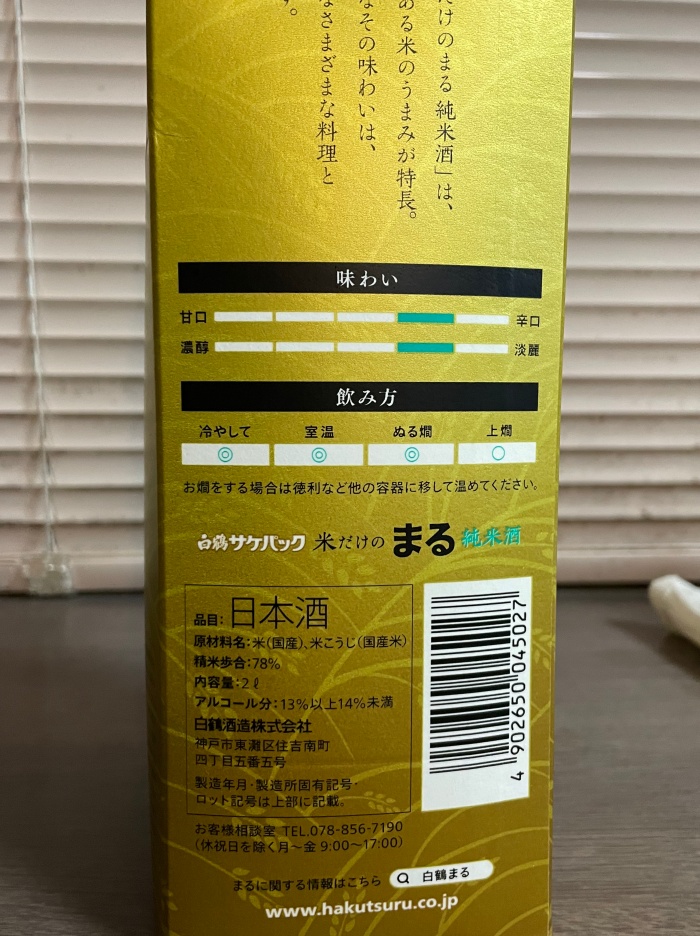 だけのまる 純米酒」は、
ある米のうまみが特長。
なその味わいは、
なさまざまな料理と
す。
味わい
甘口 辛口
濃醇 淡麗
飲み方
冷やして 室温 ぬる燗 上燗
◎ ◎ ◎ ○
お燗をする場合は徳利など他の容器に移して温めてください。
白鶴サケパック 米だけの まる 純米酒
品目:日本酒
原材料名:米(国産)、米こうじ(国産米)
精米歩合:78%
内容量:2ℓ
アルコール分:13%以上14%未満
白鶴酒造株式会社
神戸市東灘区住吉南町
四丁目五番五号
製造年月・製造所固有記号・
ロット記号は上部に記載。
4 902650 045027
お客様相談室 TEL.078-856-7190
(休祝日を除く月〜金 9:00〜17:00)
まるに関する情報はこちら 白鶴まる
www.hakutsuru.co.jp